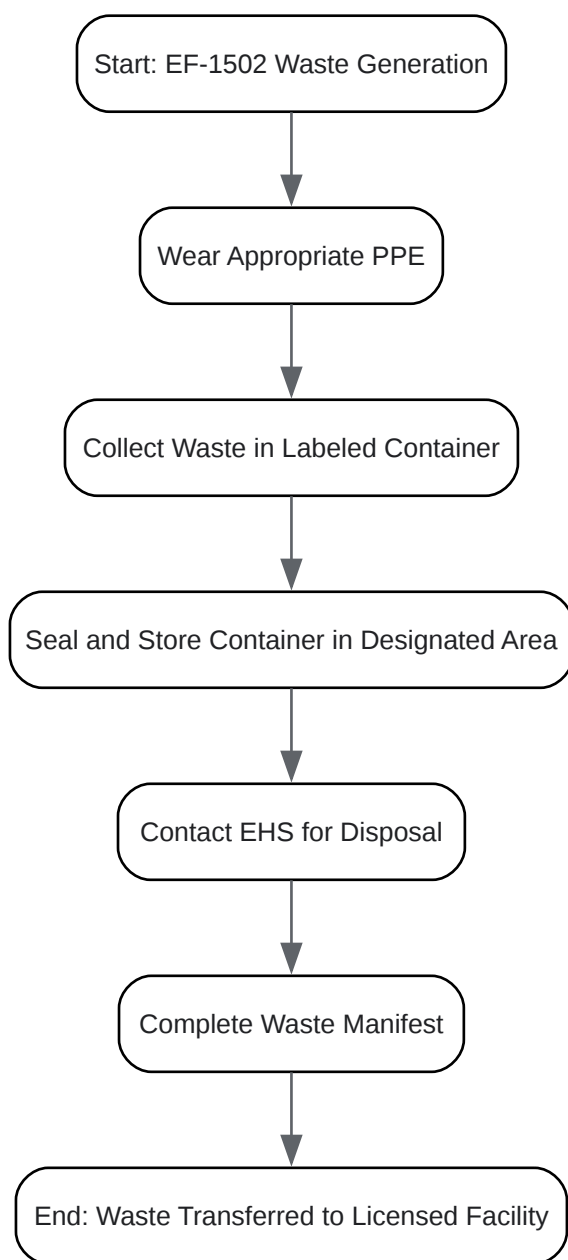 Start: EF-1502 Waste Generation
Wear Appropriate PPE
Collect Waste in Labeled Container
Seal and Store Container in Designated Area
Contact EHS for Disposal
Complete Waste Manifest
End: Waste Transferred to Licensed Facility